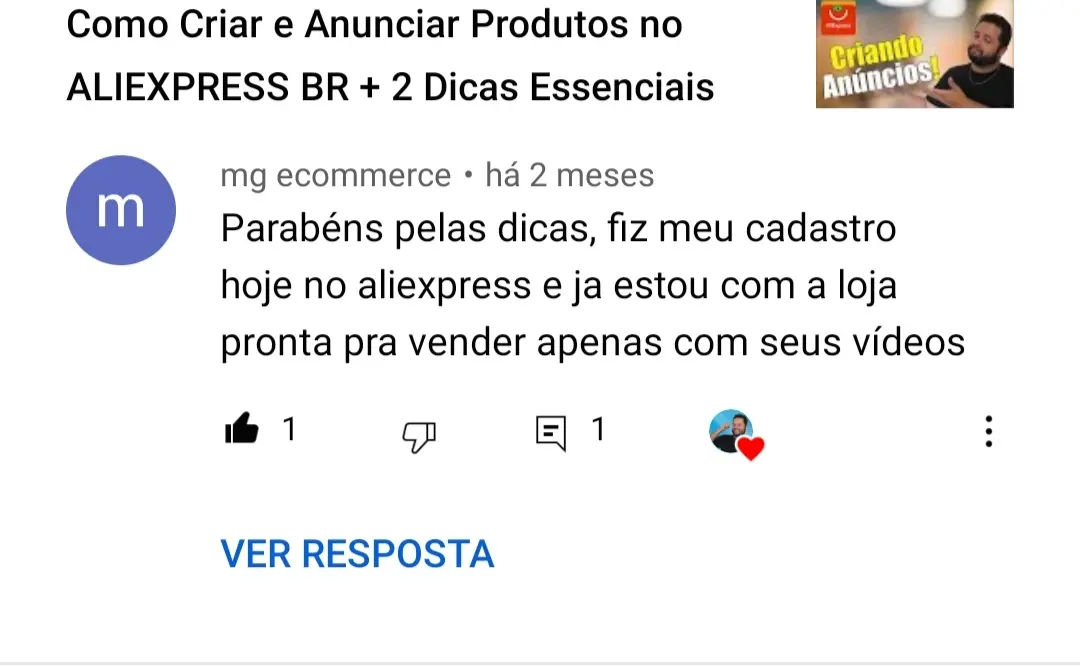 Como Criar e Anunciar Produtos no
ALIEXPRESS BR + 2 Dicas Essenciais
Criando
Anúncios!
m
mg ecommerce • há 2 meses
Parabéns pelas dicas, fiz meu cadastro
hoje no aliexpress e ja estou com a loja
pronta pra vender apenas com seus vídeos
1
1
VER RESPOSTA